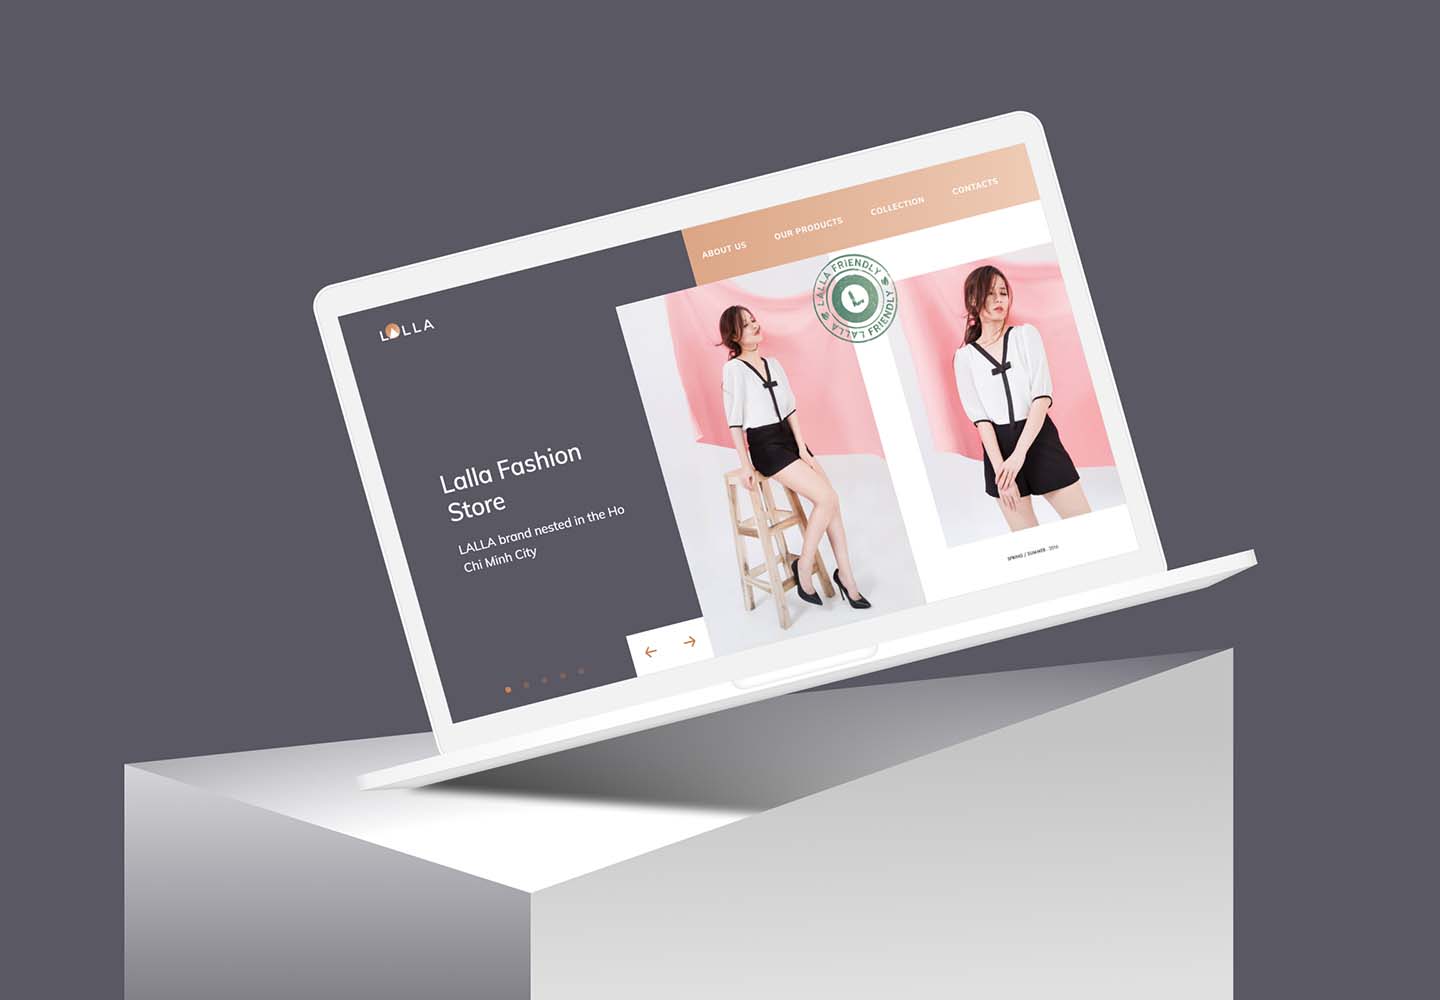 ABOUT US
OUR PRODUCTS
COLLECTION
CONTACTS
LALLA
LALLA FRIENDLY
LALLA FRIENDLY
L
Lalla Fashion
Store
LALLA brand nested in the Ho
Chi Minh City
SPRING / SUMMER - 2016